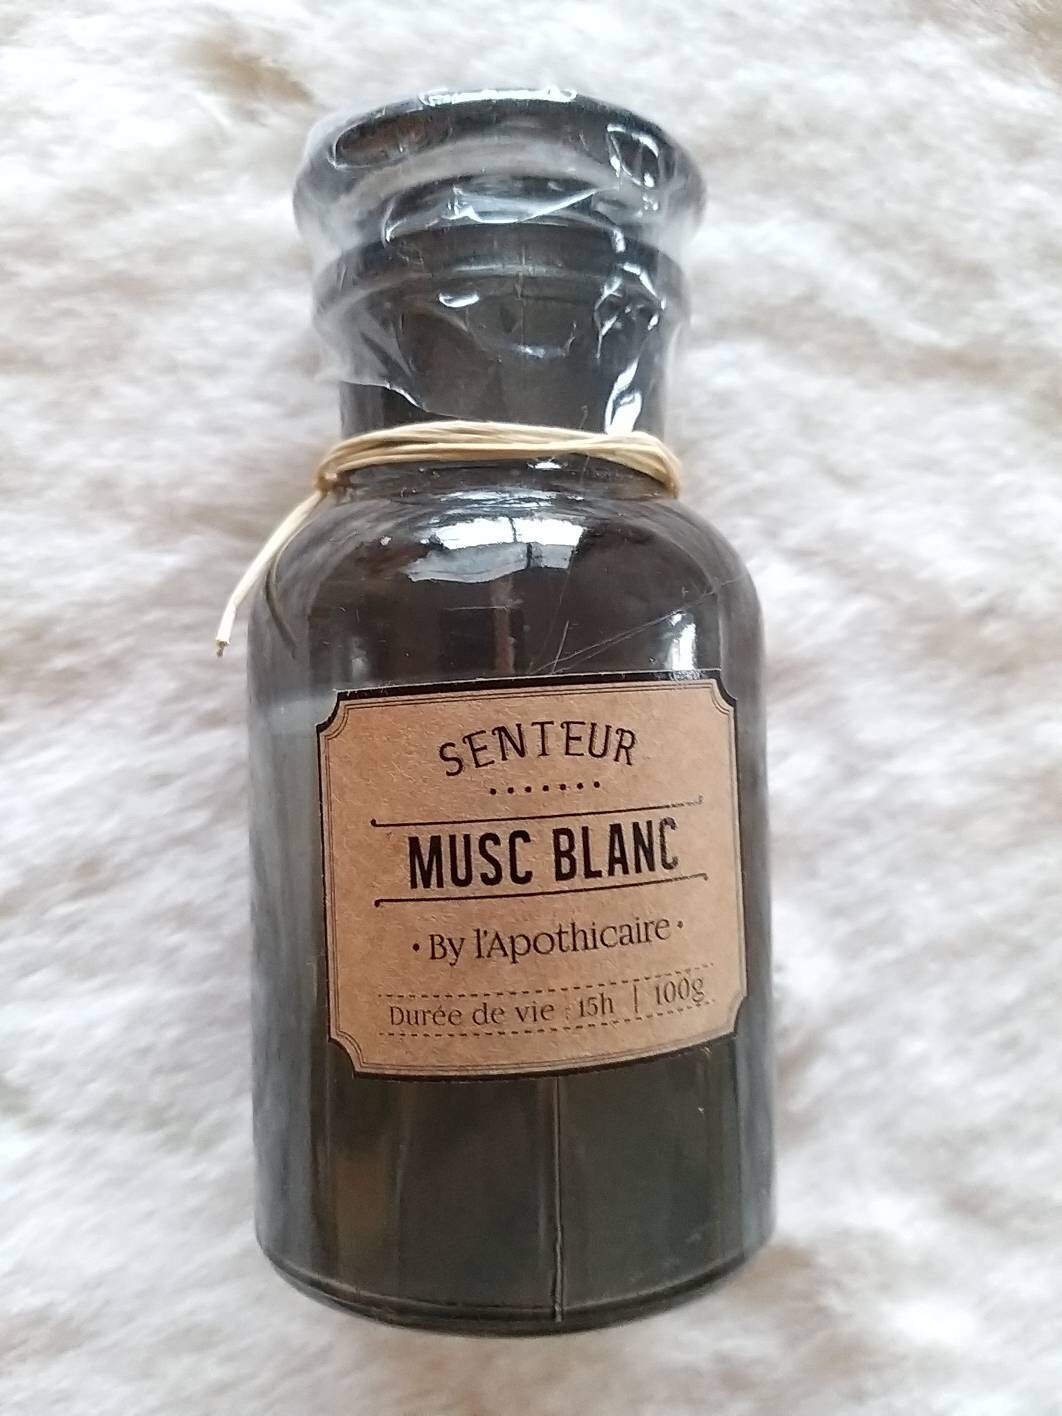 SENTEUR
MUSC BLANC
• By l'Apothicaire •
Durée de vie : 15h | 100g